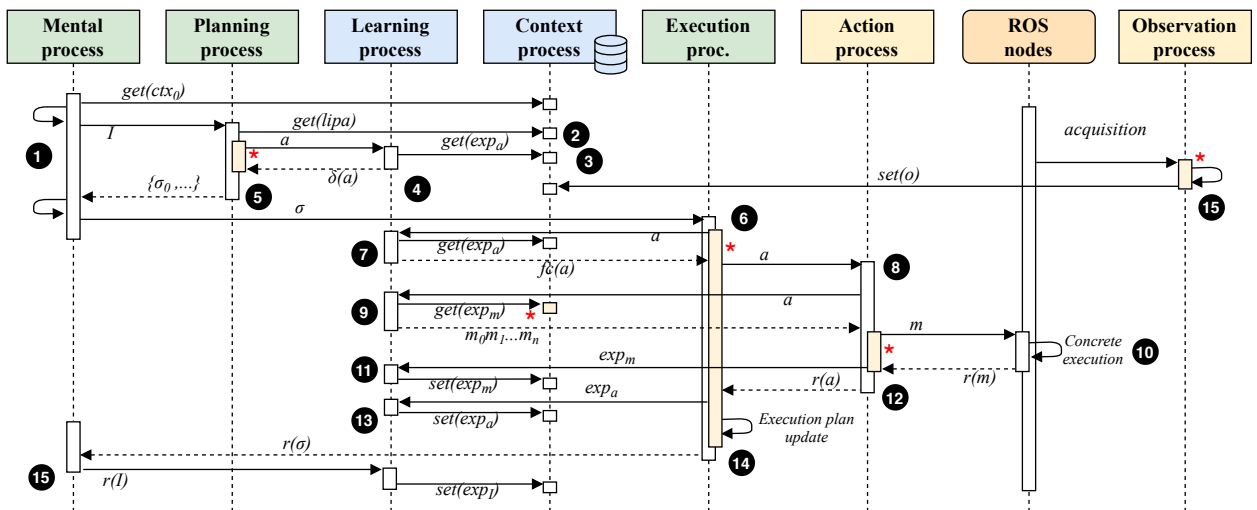 Mental
process
Planning
process
Learning
process
Context
process
Execution
proc.
Action
process
ROS
nodes
Observation
process
get(ctx0)
I
get(lipa)
2
acquisition
1
*
a
get(expa)
3
*
δ(a)
4
{σ0 ,...}
5
set(o)
15
σ
6
a
7
get(expa)
*
fc(a)
a
8
a
9
get(expm)
*
m0m1...mn
m
*
Concrete
execution
10
expm
r(m)
11
set(expm)
r(a)
12
expa
13
set(expa)
Execution plan
update
r(σ)
14
15
r(I)
set(expI)